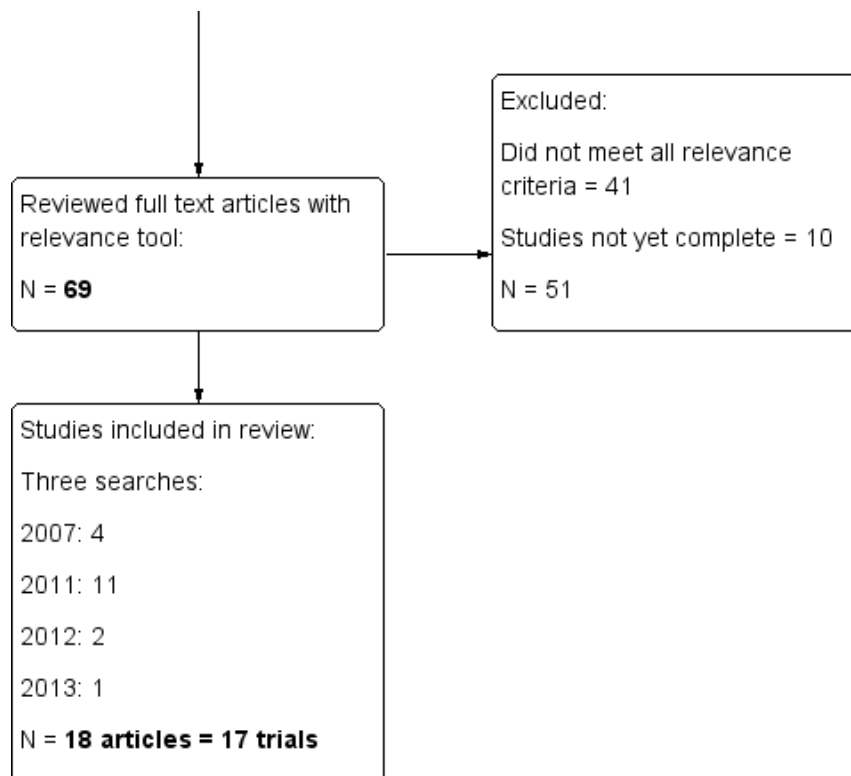 Excluded:
Did not meet all relevance
criteria = 41
Studies not yet complete = 10
N = 51
Reviewed full text articles with
relevance tool:
N = 69
Studies included in review:
Three searches:
2007: 4
2011: 11
2012: 2
2013: 1
N = 18 articles = 17 trials